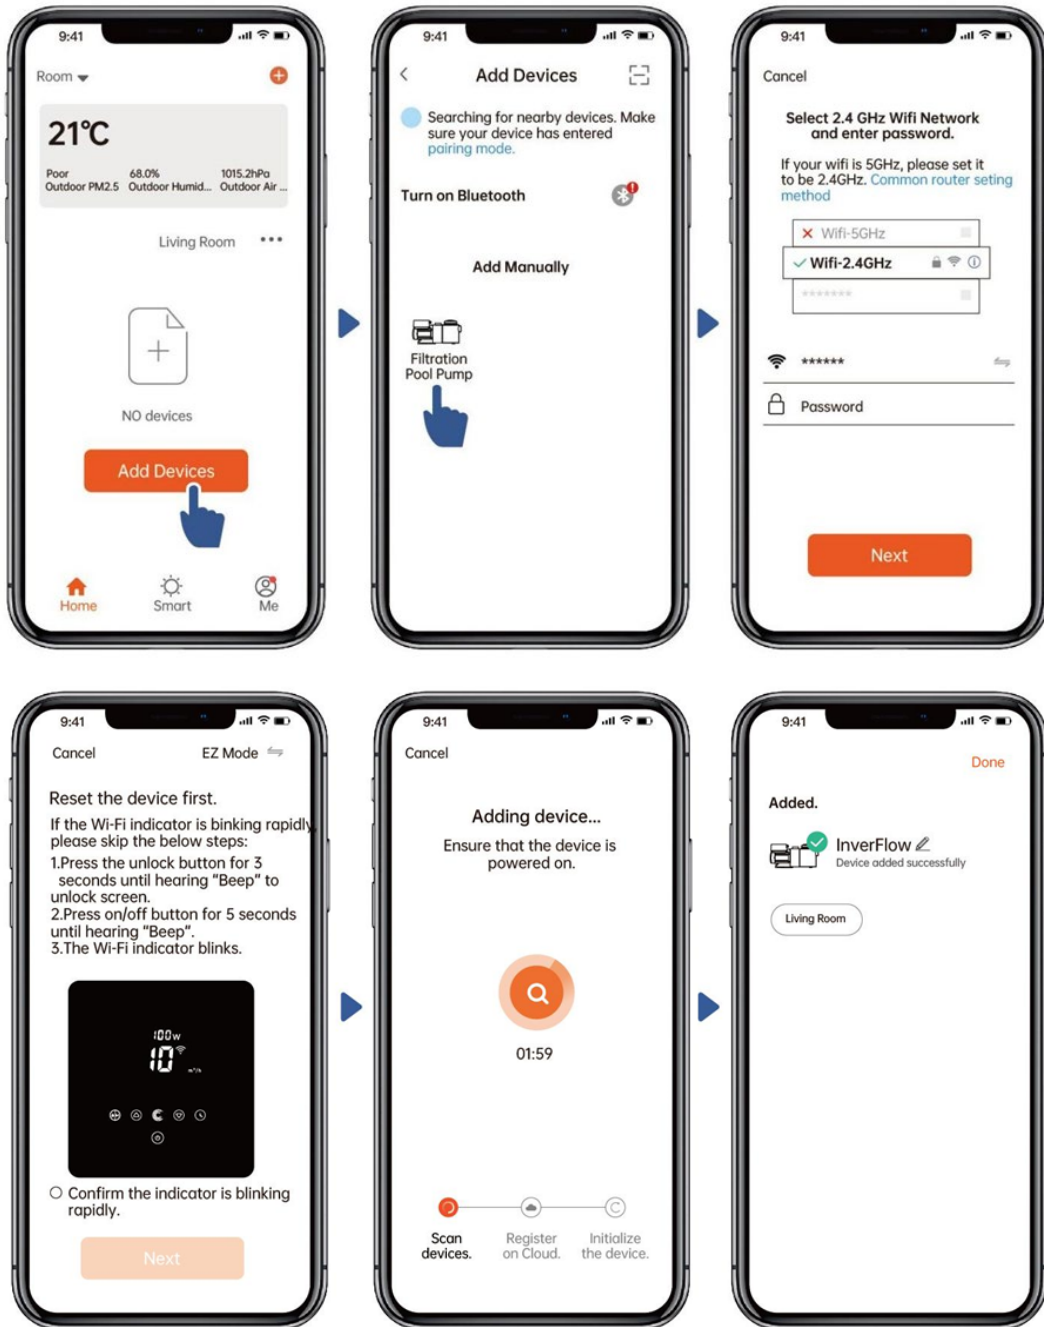 9:41
Room
21℃
Poor 68.0% 1015.2hPa
Outdoor PM2.5 Outdoor Humid... Outdoor Air ...
Living Room
NO devices
Add Devices
Home Smart Me
9:41
Add Devices
Searching for nearby devices. Make
sure your device has entered
pairing mode.
Turn on Bluetooth
Add Manually
Filtration
Pool Pump
9:41
Cancel
Select 2.4 GHz Wifi Network
and enter password.
If your wifi is 5GHz, please set it
to be 2.4GHz. Common router seting
method
Wifi-5GHz
Wifi-2.4GHz
*******
******
Password
Next
9:41
Cancel EZ Mode
Reset the device first.
If the Wi-Fi indicator is binking rapidly,
please skip the below steps:
1.Press the unlock button for 3
seconds until hearing "Beep" to
unlock screen.
2.Press on/off button for 5 seconds
until hearing "Beep".
3.The Wi-Fi indicator blinks.
100w
10
m³/h
Confirm the indicator is blinking
rapidly.
Next
9:41
Cancel
Adding device...
Ensure that the device is
powered on.
01:59
Scan
devices.
Register
on Cloud.
Initialize
the device.
9:41
Done
Added.
InverFlow
Device added successfully
Living Room